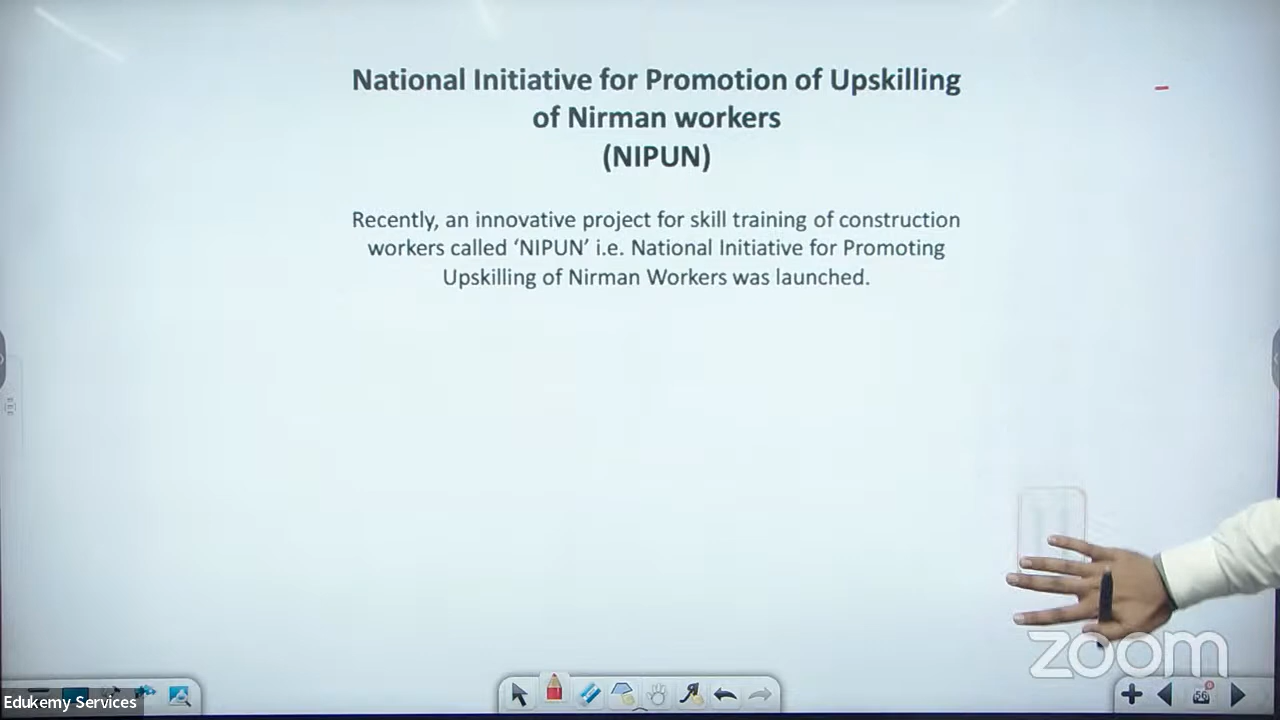 National Initiative for Promotion of Upskilling
of Nirman workers
(NIPUN)
Recently, an innovative project for skill training of construction
workers called ‘NIPUN’ i.e. National Initiative for Promoting
Upskilling of Nirman Workers was launched.
zoom
Edukemy Services
56